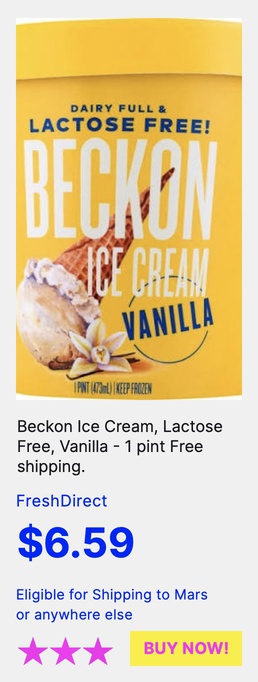 DAIRY FULL &
LACTOSE FREE!
BECKON
ICE CREAM
VANILLA
1 PINT (473mL) | KEEP FROZEN
Beckon Ice Cream, Lactose
Free, Vanilla - 1 pint Free
shipping.
FreshDirect
$6.59
Eligible for Shipping to Mars
or anywhere else
BUY NOW!